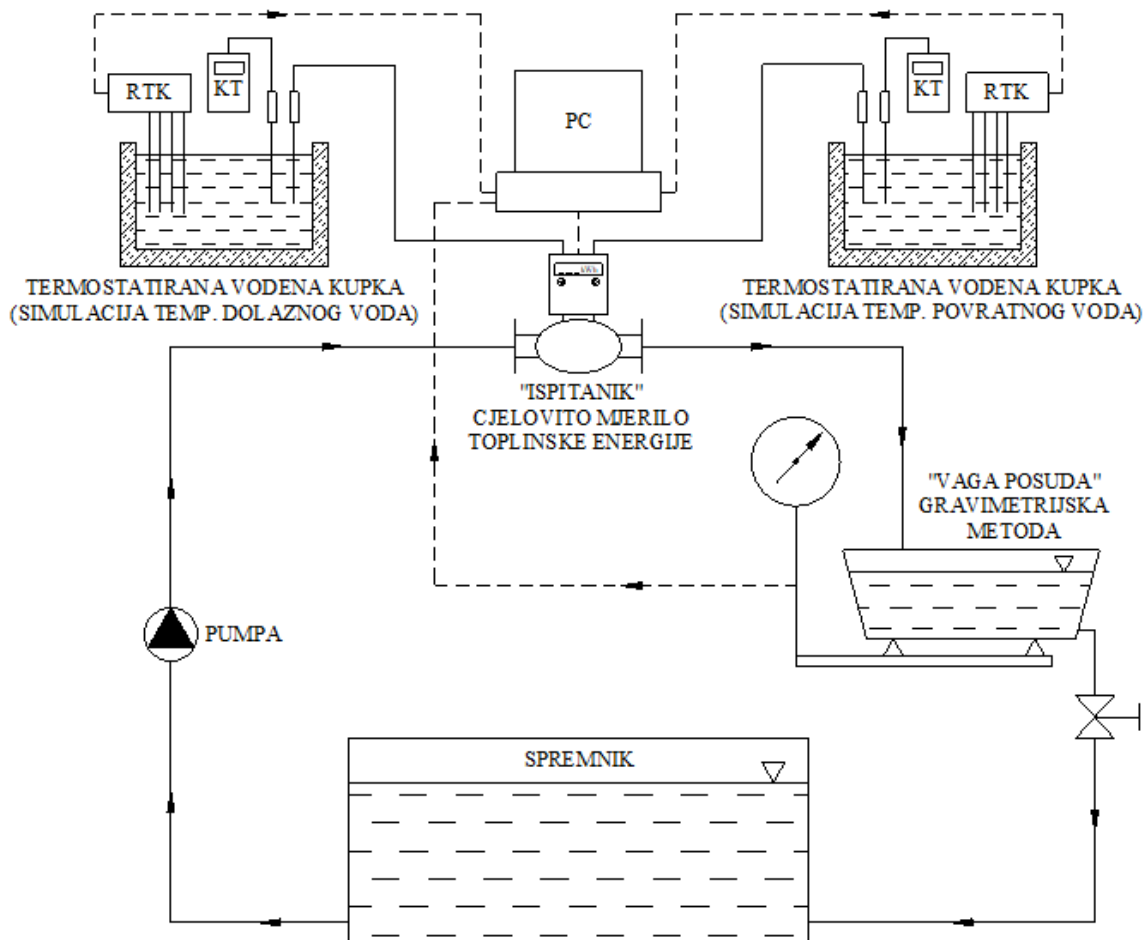 RTK
KT
PC
KT
RTK
kWh
TERMOSTATIRANA VODENA KUPKA
(SIMULACIJA TEMP. DOLAZNOG VODA)
TERMOSTATIRANA VODENA KUPKA
(SIMULACIJA TEMP. POVRATNOG VODA)
"ISPITANIK"
CJELOVITO MJERILO
TOPLINSKE ENERGIJE
"VAGA POSUDA"
GRAVIMETRIJSKA
METODA
PUMPA
SPREMNIK